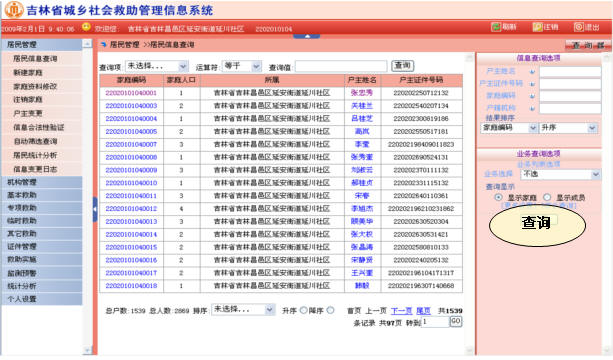 吉林省城乡社会救助管理信息系统
2009年2月1日 9:40:06 欢迎您: 吉林省吉林昌邑区延安街道延川社区 2202010104 刷新 注销 退出
居民管理 居民管理 >>居民信息查询 查 询 器
居民信息查询
新建家庭
家庭资料修改
注销家庭
户主变更
信息合法性验证
自动筛选查询
居民统计分析
信息变更日志
机构管理
基本救助
专项救助
临时救助
其它救助
证件管理
救助实施
监测预警
统计分析
个人设置
查询项 未选择... 运算符: 等于 查询值: 查询
家庭编码 家庭人口 所属 户主姓名 户主证件号码
22020101040001 1 吉林省吉林昌邑区延安街道延川社区 张忠秀 220202250712132
22020101040003 2 吉林省吉林昌邑区延安街道延川社区 关桂兰 220202540207134
22020101040004 1 吉林省吉林昌邑区延安街道延川社区 吕桂芝 220202300819186
22020101040005 2 吉林省吉林昌邑区延安街道延川社区 高岚 220202550517181
22020101040007 3 吉林省吉林昌邑区延安街道延川社区 李莹 220202198409011823
22020101040008 1 吉林省吉林昌邑区延安街道延川社区 张秀董 220202690524131
22020101040009 3 吉林省吉林昌邑区延安街道延川社区 刘淑云 220202370111132
22020101040010 1 吉林省吉林昌邑区延安街道延川社区 郝桂贞 220202331115132
22020101040011 3 吉林省吉林昌邑区延安街道延川社区 宋春 220202640110361
22020101040012 4 吉林省吉林昌邑区延安街道延川社区 李旭杰 220202196210231862
22020101040013 3 吉林省吉林昌邑区延安街道延川社区 顾美华 220202630520304
22020101040014 2 吉林省吉林昌邑区延安街道延川社区 张大权 220202630531421
22020101040015 2 吉林省吉林昌邑区延安街道延川社区 张晶涛 220202580810133
22020101040016 2 吉林省吉林昌邑区延安街道延川社区 宋静贤 220202240205132
22020101040017 2 吉林省吉林昌邑区延安街道延川社区 王兴董 22020219610417131T
22020101040018 1 吉林省吉林昌邑区延安街道延川社区 韩毅 220202196307140668
总户数:1539 总人数:2869 排序 未选择... 升序 降序 首页 上一页 下一页 尾页 共1539
条记录 共97页 转到 1 GO
信息查询选项
户主姓名
户主证件号码
家庭编码
户籍机构
结果排序
家庭编码 升序
业务查询选项
业务列表选项
业务选择 不选
查询显示
显示家庭 显示成员
查询